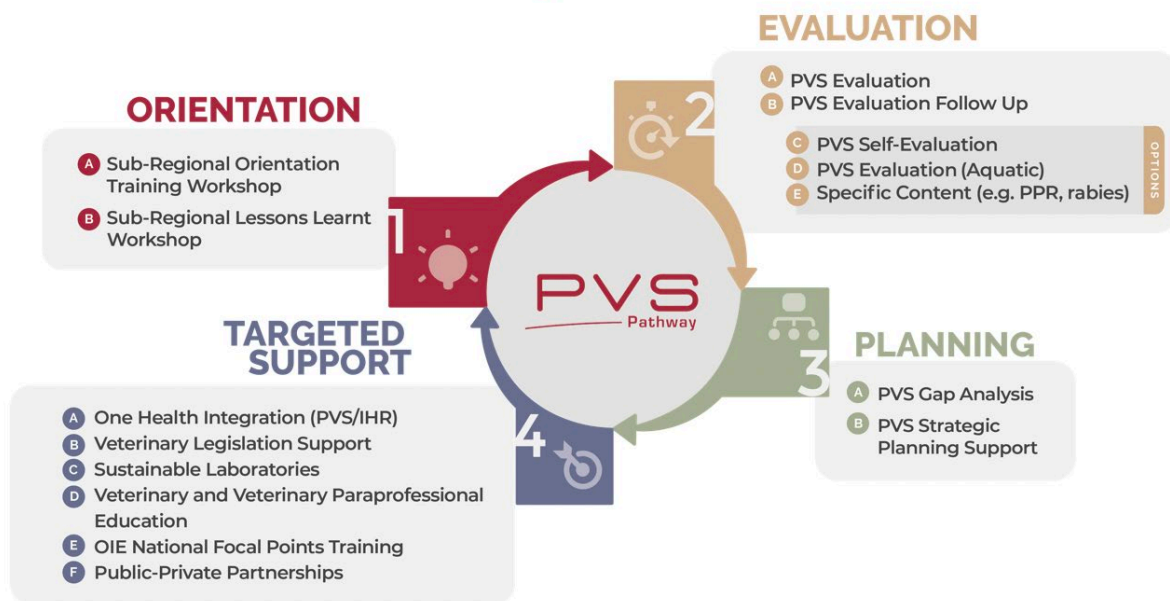 ORIENTATION
A Sub-Regional Orientation
Training Workshop
B Sub-Regional Lessons Learnt
Workshop
1
EVALUATION
A PVS Evaluation
B PVS Evaluation Follow Up
C PVS Self-Evaluation
D PVS Evaluation (Aquatic)
E Specific Content (e.g. PPR, rabies)
OPTIONS
2
PVS
Pathway
PLANNING
A PVS Gap Analysis
B PVS Strategic
Planning Support
3
TARGETED
SUPPORT
A One Health Integration (PVS/IHR)
B Veterinary Legislation Support
C Sustainable Laboratories
D Veterinary and Veterinary Paraprofessional
Education
E OIE National Focal Points Training
F Public-Private Partnerships
4